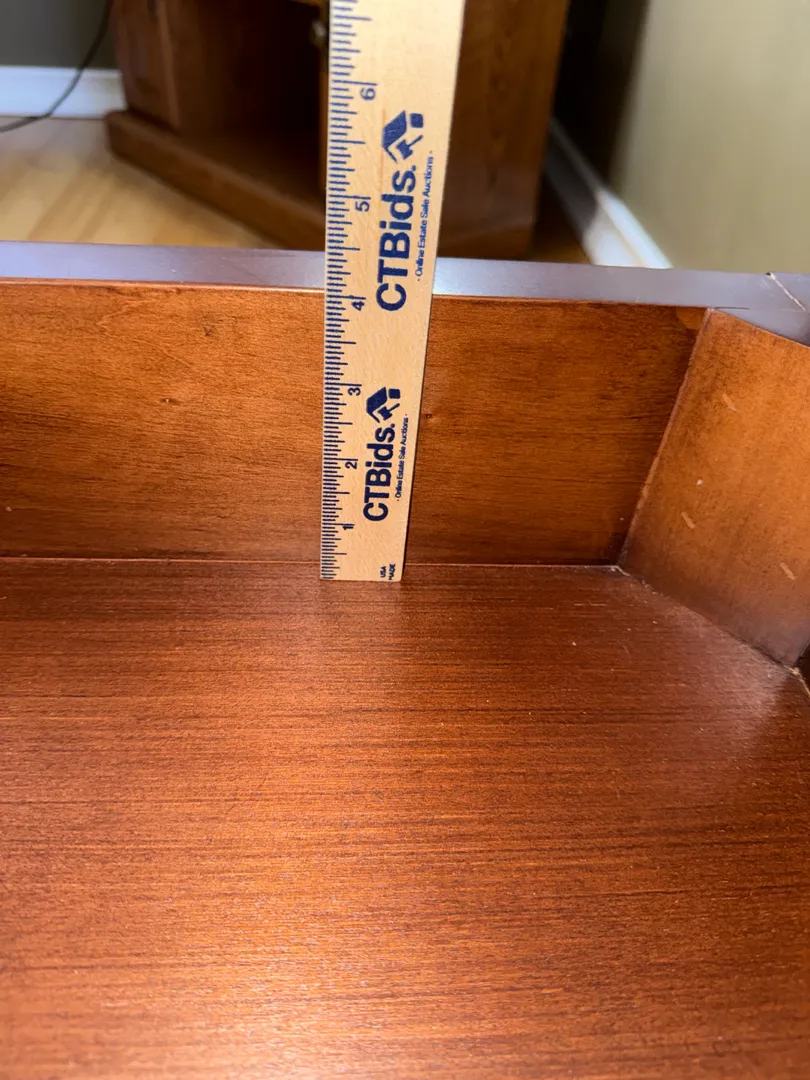 6
5
CTBids.
· Online Estate Sale Auctions ·
4
3
2
CTBids.
· Online Estate Sale Auctions ·
1
USA
MADE